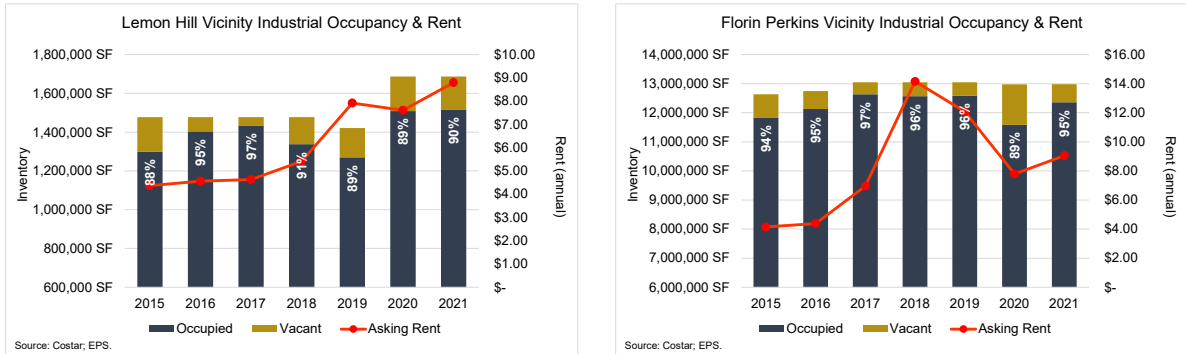 Lemon Hill Vicinity Industrial Occupancy & Rent
1,800,000 SF
1,600,000 SF
1,400,000 SF
1,200,000 SF
1,000,000 SF
800,000 SF
600,000 SF
Inventory
$10.00
$9.00
$8.00
$7.00
$6.00
$5.00
$4.00
$3.00
$2.00
$1.00
$-
Rent (annual)
88%
95%
97%
91%
89%
89%
90%
2015 2016 2017 2018 2019 2020 2021
Occupied Vacant Asking Rent
Source: Costar; EPS.
Florin Perkins Vicinity Industrial Occupancy & Rent
14,000,000 SF
13,000,000 SF
12,000,000 SF
11,000,000 SF
10,000,000 SF
9,000,000 SF
8,000,000 SF
7,000,000 SF
6,000,000 SF
Inventory
$16.00
$14.00
$12.00
$10.00
$8.00
$6.00
$4.00
$2.00
$-
Rent (annual)
94%
95%
97%
96%
96%
89%
95%
2015 2016 2017 2018 2019 2020 2021
Occupied Vacant Asking Rent
Source: Costar; EPS.